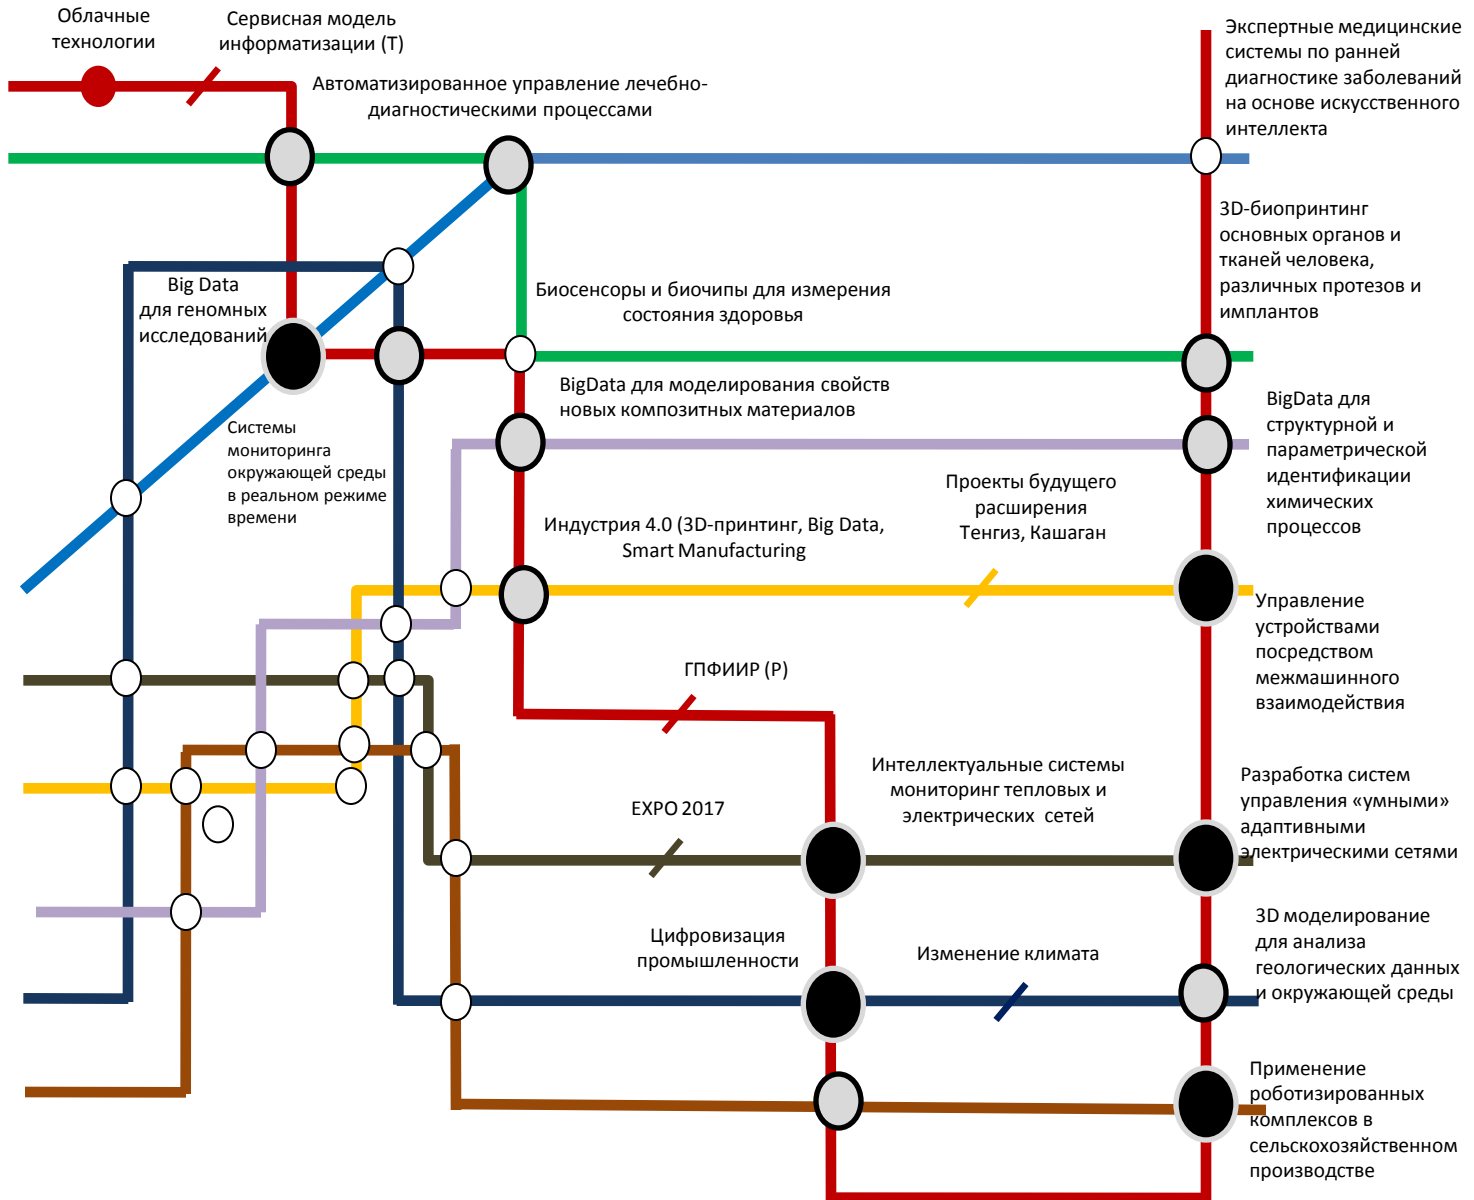 Облачные
технологии
Сервисная модель
информатизации (Т)
Автоматизированное управление лечебно-
диагностическими процессами
Экспертные медицинские
системы по ранней
диагностике заболеваний
на основе искусственного
интеллекта
3D-биопринтинг
основных органов и
тканей человека,
различных протезов и
имплантов
Big Data
для геномных
исследований
Биосенсоры и биочипы для измерения
состояния здоровья
BigData для моделирования свойств
новых композитных материалов
BigData для
структурной и
параметрической
идентификации
химических
процессов
Системы
мониторинга
окружающей среды
в реальном режиме
времени
Проекты будущего
расширения
Тенгиз, Кашаган
Индустрия 4.0 (3D-принтинг, Big Data,
Smart Manufacturing
Управление
устройствами
посредством
межмашинного
взаимодействия
ГПФИИР (Р)
Интеллектуальные системы
мониторинг тепловых и
электрических сетей
EXPO 2017
Разработка систем
управления «умными»
адаптивными
электрическими сетями
Цифровизация
промышленности
Изменение климата
3D моделирование
для анализа
геологических данных
и окружающей среды
Применение
роботизированных
комплексов в
сельскохозяйственном
производстве